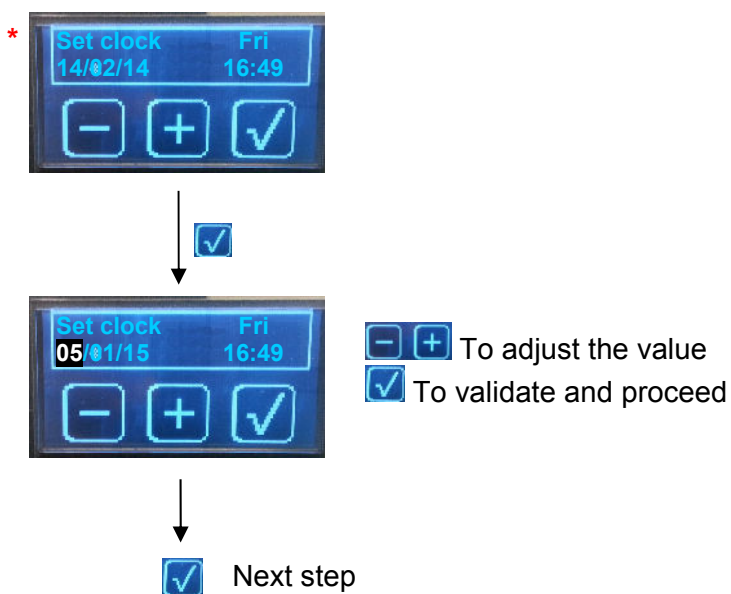 *
Set clock Fri
14/02/14 16:49
Set clock Fri
05/01/15 16:49
To adjust the value
To validate and proceed
Next step